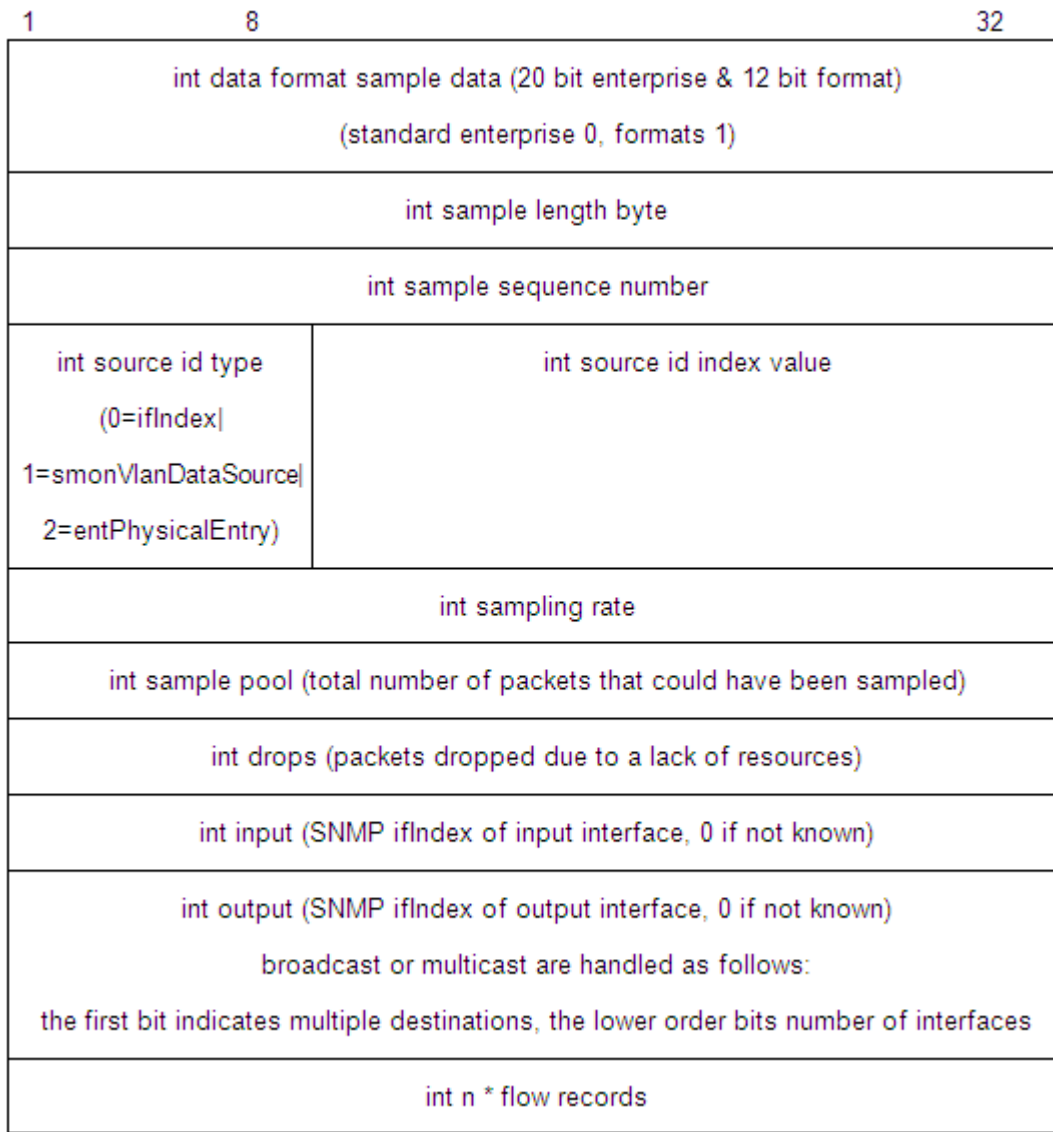 1 8 32
int data format sample data (20 bit enterprise & 12 bit format)
(standard enterprise 0, formats 1)
int sample length byte
int sample sequence number
int source id type int source id index value
(0=ifIndex|
1=smonVlanDataSource|
2=entPhysicalEntry)
int sampling rate
int sample pool (total number of packets that could have been sampled)
int drops (packets dropped due to a lack of resources)
int input (SNMP ifIndex of input interface, 0 if not known)
int output (SNMP ifIndex of output interface, 0 if not known)
broadcast or multicast are handled as follows:
the first bit indicates multiple destinations, the lower order bits number of interfaces
int n * flow records